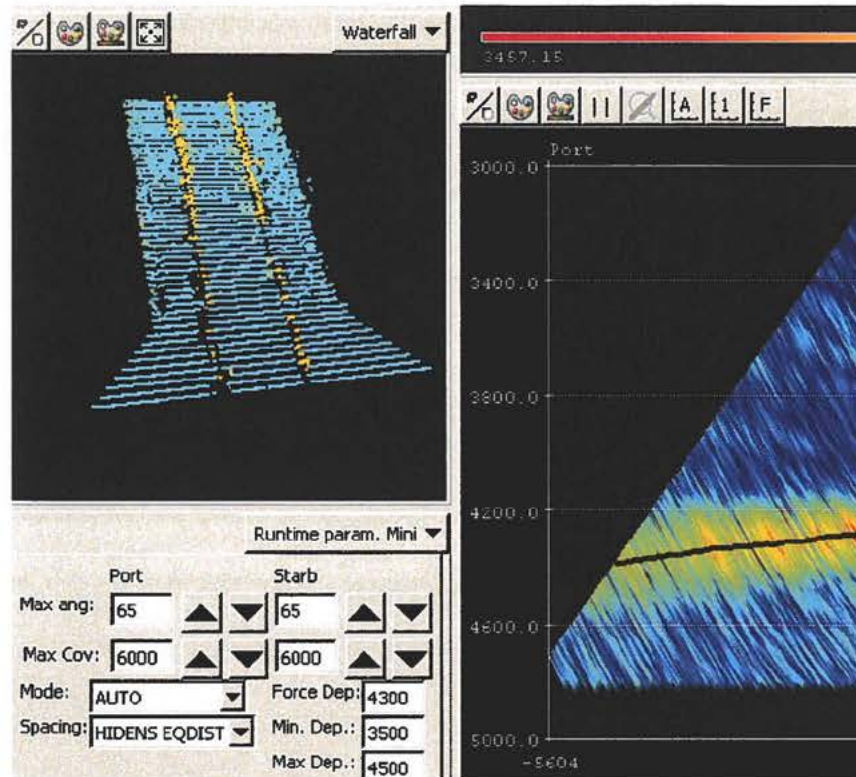 Waterfall
3457.15
A 1 F
Port
3000.0
3400.0
3800.0
4200.0
4600.0
5000.0
-5604
Runtime param. Mini
Port Starb
Max ang: 65 65
Max Cov: 6000 6000
Mode: AUTO Force Dep: 4300
Spacing: HIDENS EQDIST Min. Dep.: 3500
Max Dep.: 4500